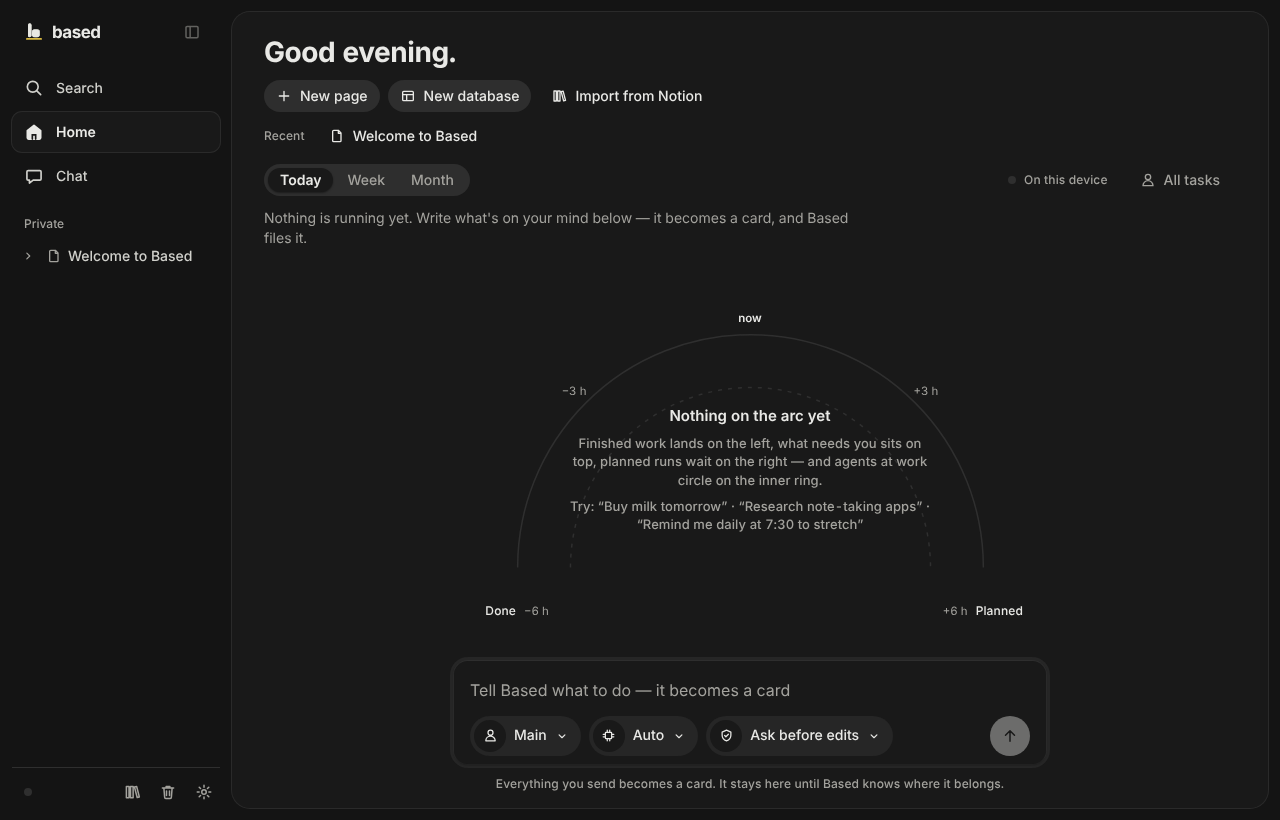 based
Search
Home
Chat
Private
Welcome to Based
Good evening.
New page
New database
Import from Notion
Recent
Welcome to Based
Today
Week
Month
On this device
All tasks
Nothing is running yet. Write what's on your mind below — it becomes a card, and Based
files it.
now
−3 h
+3 h
Nothing on the arc yet
Finished work lands on the left, what needs you sits on
top, planned runs wait on the right — and agents at work
circle on the inner ring.
Try: “Buy milk tomorrow” · “Research note-taking apps” ·
“Remind me daily at 7:30 to stretch”
Done −6 h
+6 h Planned
Tell Based what to do — it becomes a card
Main
Auto
Ask before edits
Everything you send becomes a card. It stays here until Based knows where it belongs.